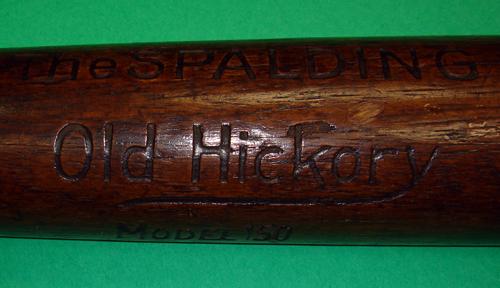 The SPALDING
Old Hickory
MODEL 150